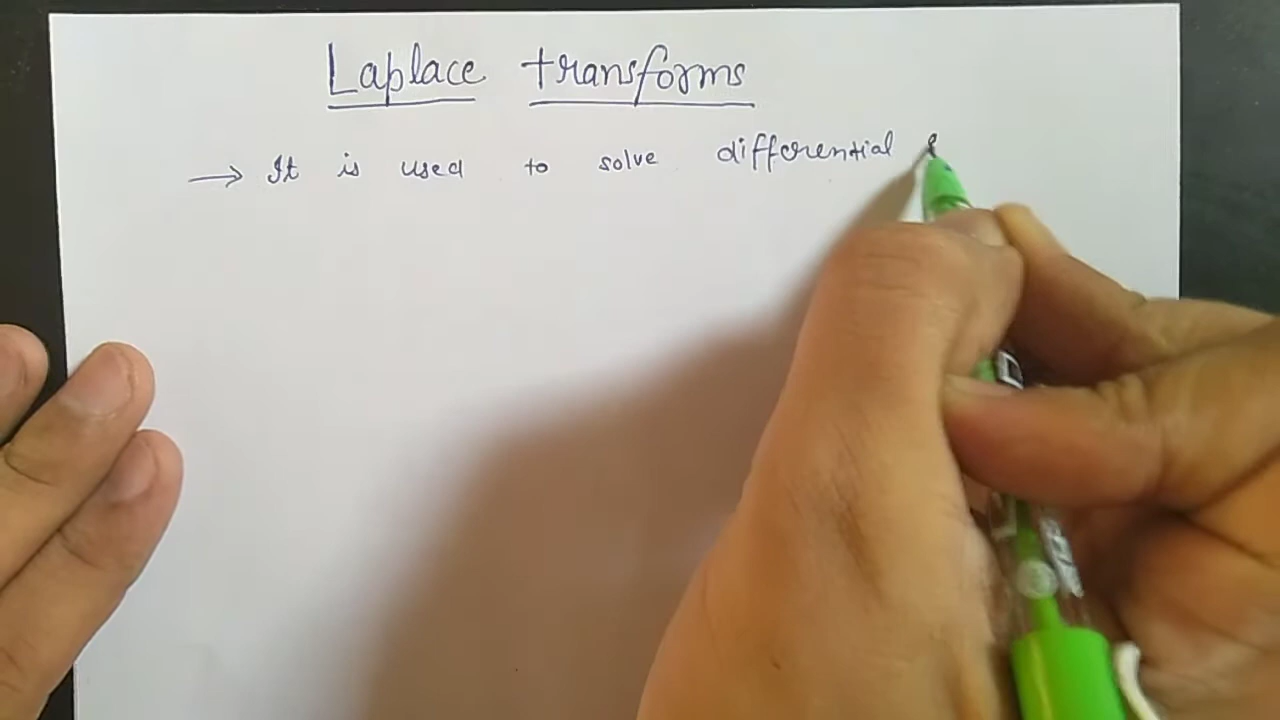 Laplace transforms
→ It is used to solve differential e